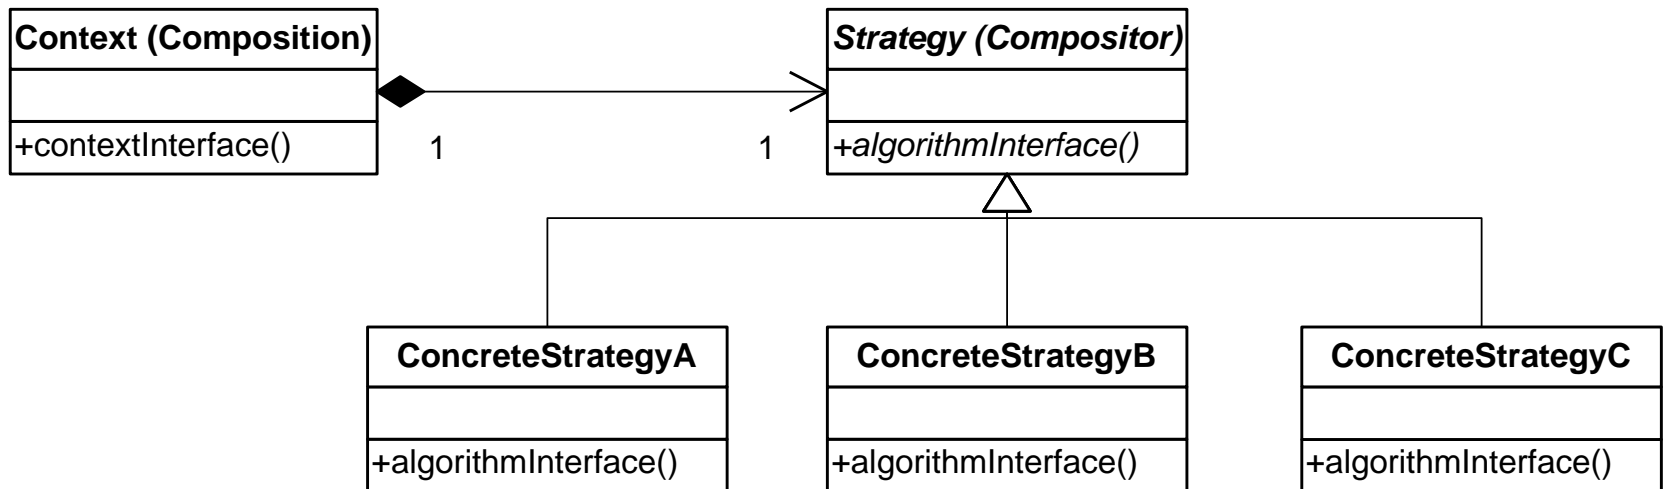 Context (Composition)
+contextInterface()
1
1
Strategy (Compositor)
+algorithmInterface()
ConcreteStrategyA
+algorithmInterface()
ConcreteStrategyB
+algorithmInterface()
ConcreteStrategyC
+algorithmInterface()